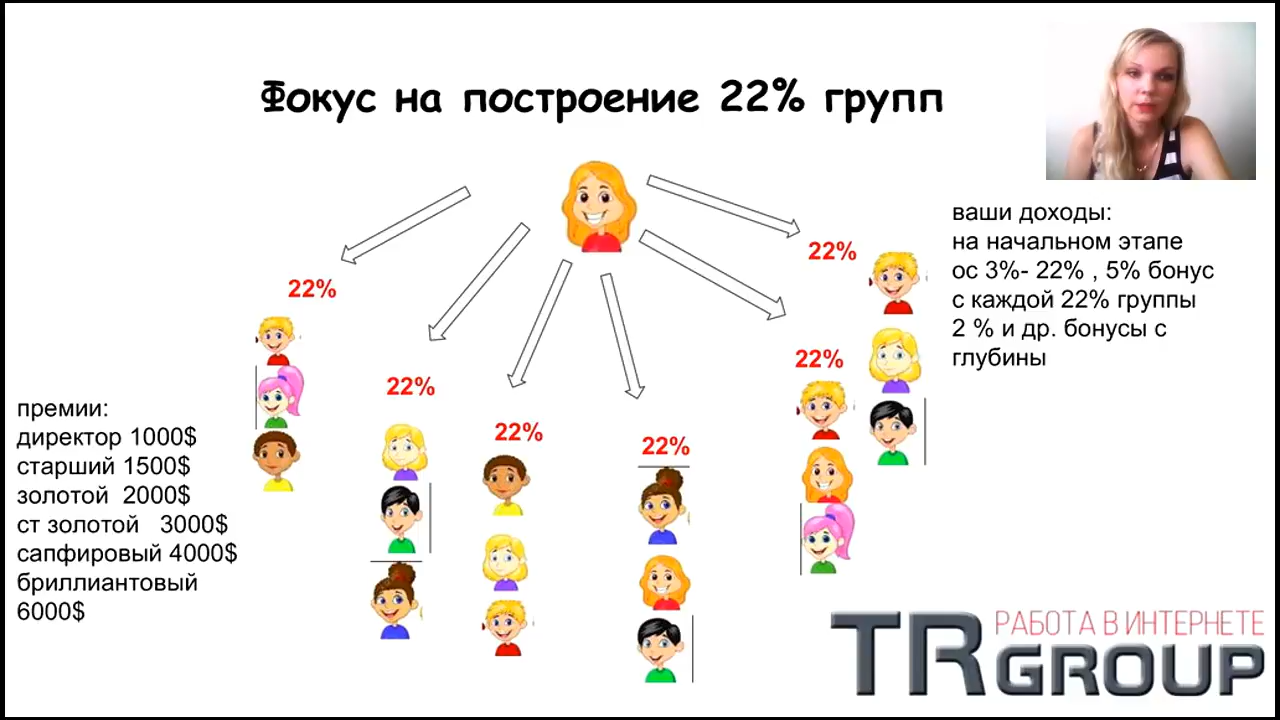 Фокус на построение 22% групп
22%
22%
22%
22%
22%
22%
ваши доходы:
на начальном этапе
ос 3%- 22% , 5% бонус
с каждой 22% группы
2 % и др. бонусы с
глубины
премии:
директор 1000$
старший 1500$
золотой 2000$
ст золотой 3000$
сапфировый 4000$
бриллиантовый
6000$
TR РАБОТА В ИНТЕРНЕТЕ
GROUP